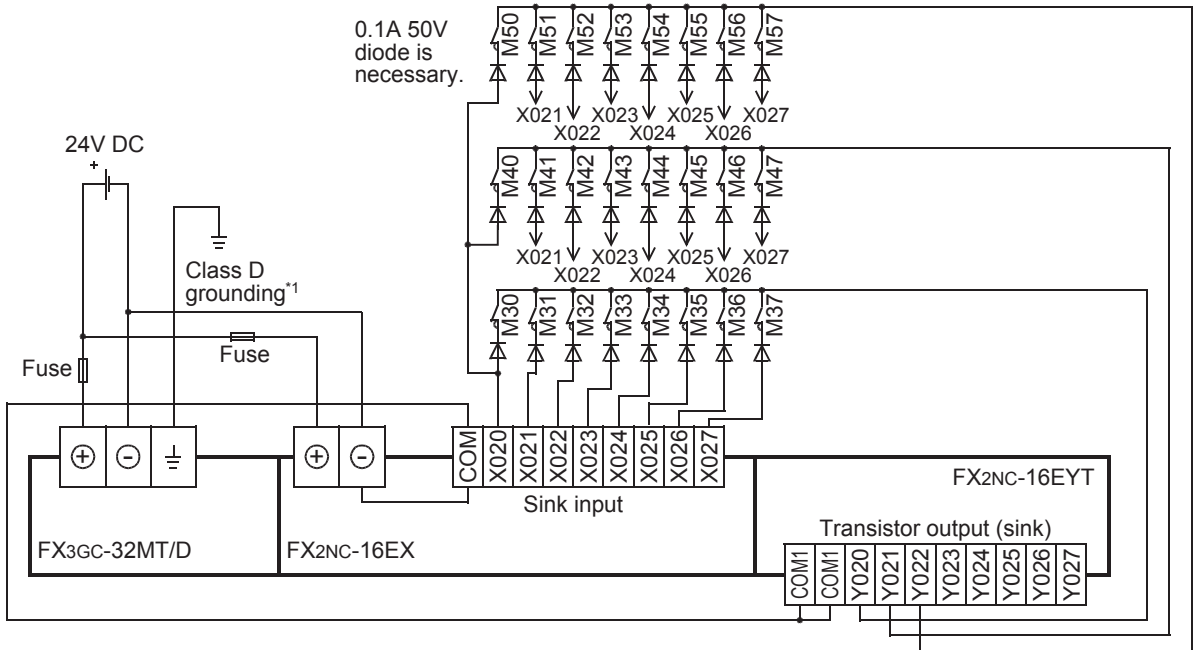 0.1A 50V
diode is
necessary.
M50 M51 M52 M53 M54 M55 M56 M57
X021 X023 X025 X027
X022 X024 X026
24V DC
+
M40 M41 M42 M43 M44 M45 M46 M47
X021 X023 X025 X027
X022 X024 X026
Class D
grounding*1
M30 M31 M32 M33 M34 M35 M36 M37
Fuse
Fuse
+ - + - COM X020 X021 X022 X023 X024 X025 X026 X027
Sink input
FX2NC-16EYT
Transistor output (sink)
FX3GC-32MT/D
FX2NC-16EX
COM1 COM1 Y020 Y021 Y022 Y023 Y024 Y025 Y026 Y027